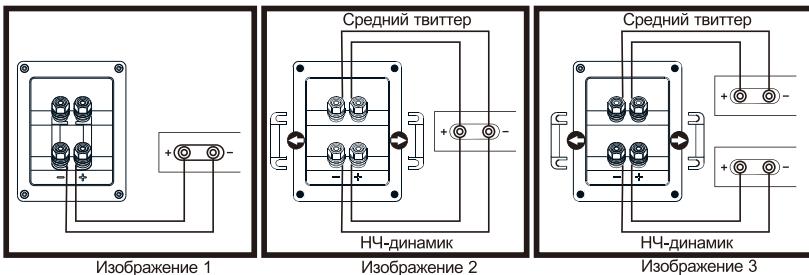 − +
+ −
Изображение 1
Средний твиттер
+ −
− +
НЧ-динамик
Изображение 2
Средний твиттер
+ −
+ −
− +
НЧ-динамик
Изображение 3